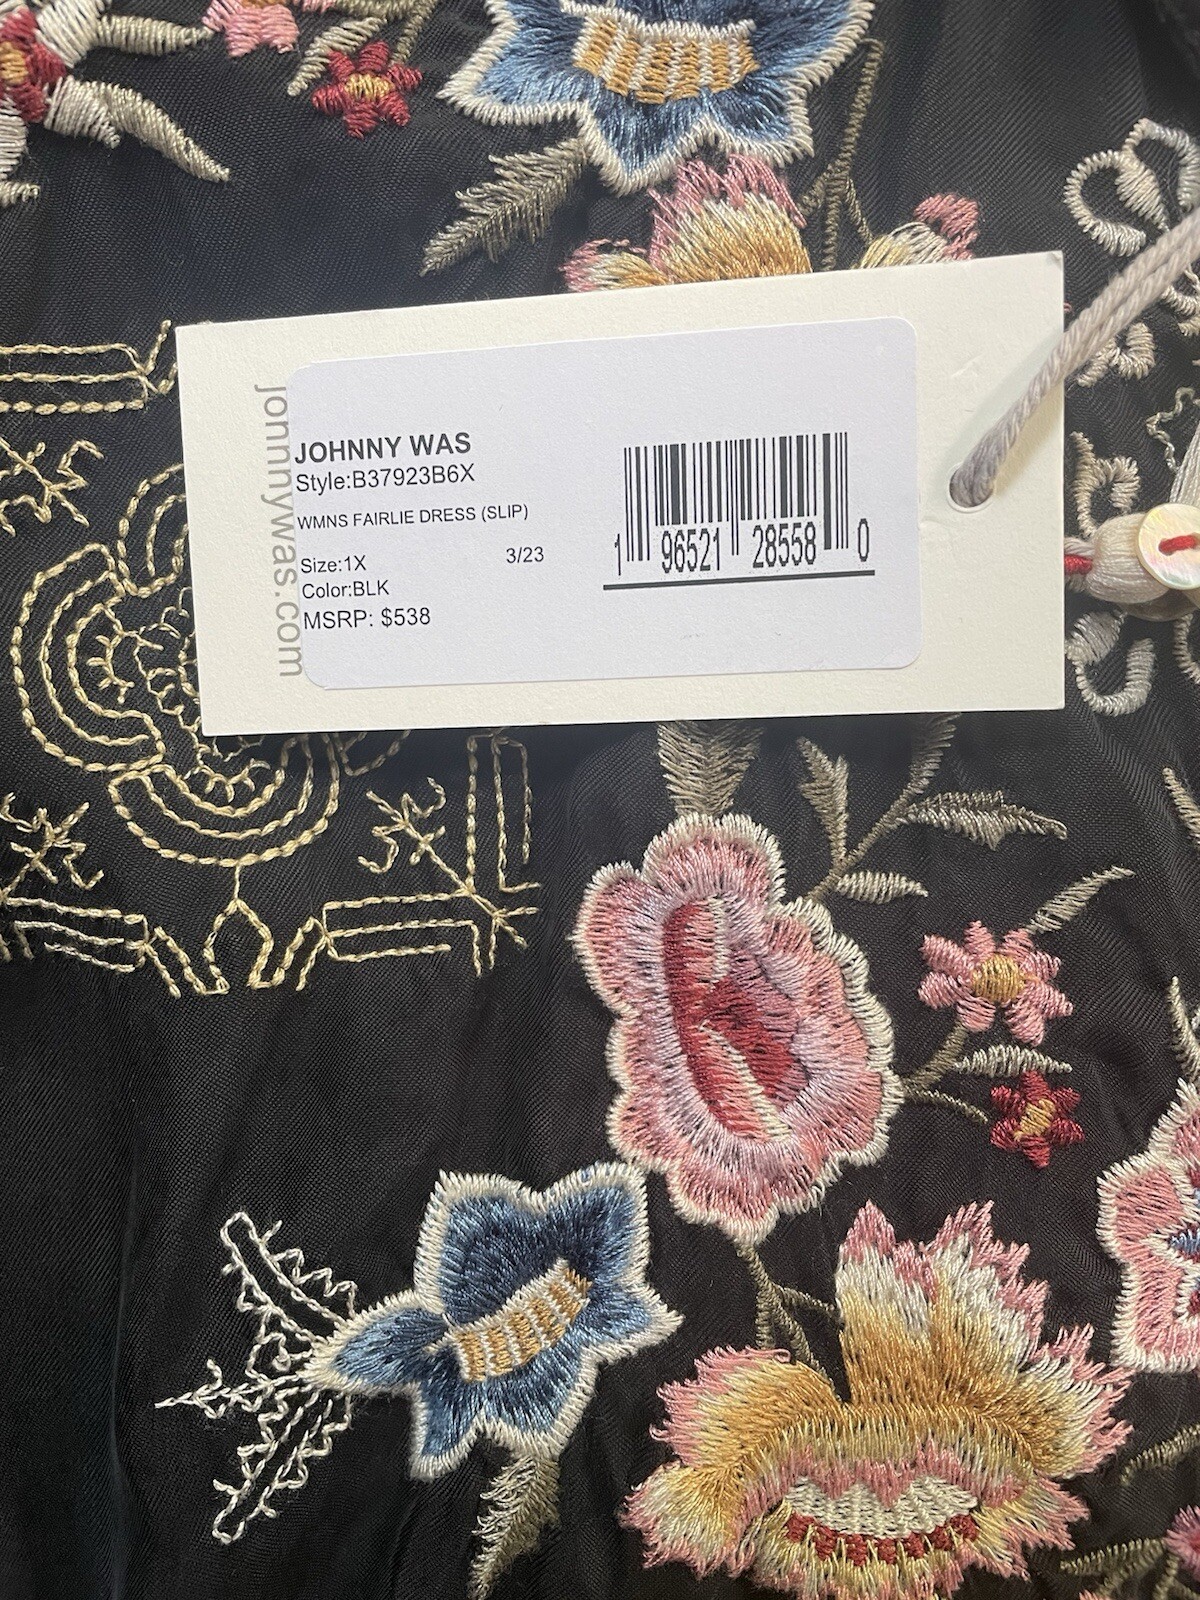 johnnywas.com
JOHNNY WAS
Style:B37923B6X
WMNS FAIRLIE DRESS (SLIP)
Size:1X 3/23
Color:BLK
MSRP: $538
1 96521 28558 0